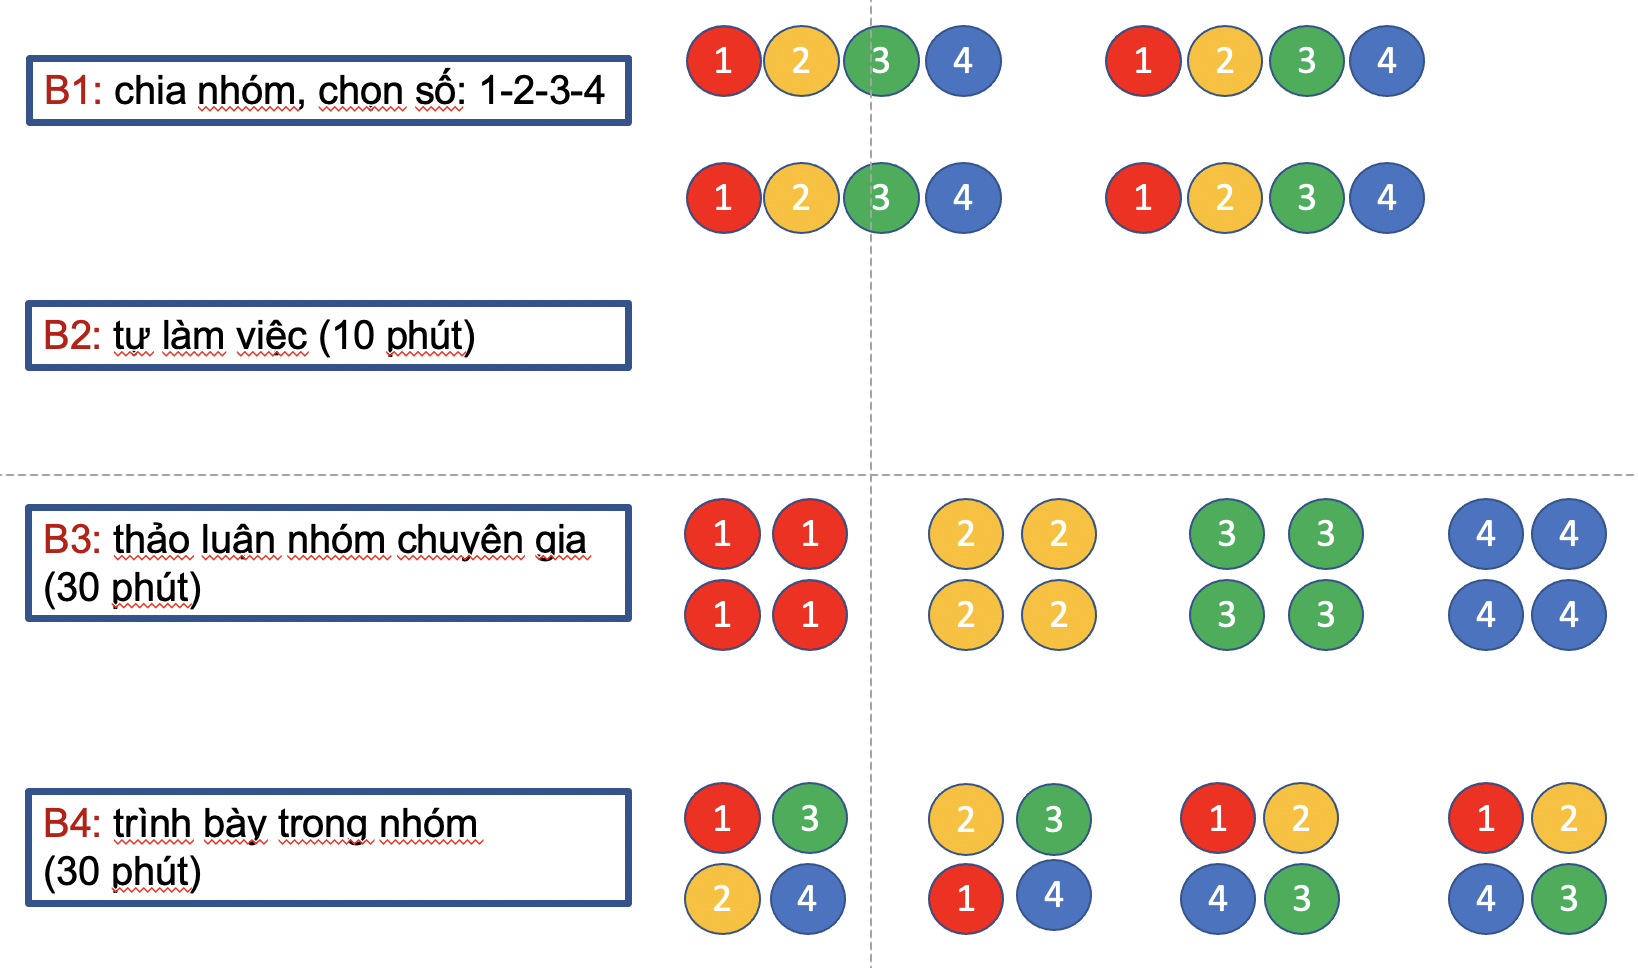 B1: chia nhóm, chọn số: 1-2-3-4
1 2 3 4 1 2 3 4
1 2 3 4 1 2 3 4
B2: tự làm việc (10 phút)
B3: thảo luận nhóm chuyên gia
(30 phút)
1 1 2 2 3 3 4 4
1 1 2 2 3 3 4 4
B4: trình bày trong nhóm
(30 phút)
1 3 2 3 1 2 1 2
2 4 1 4 4 3 4 3